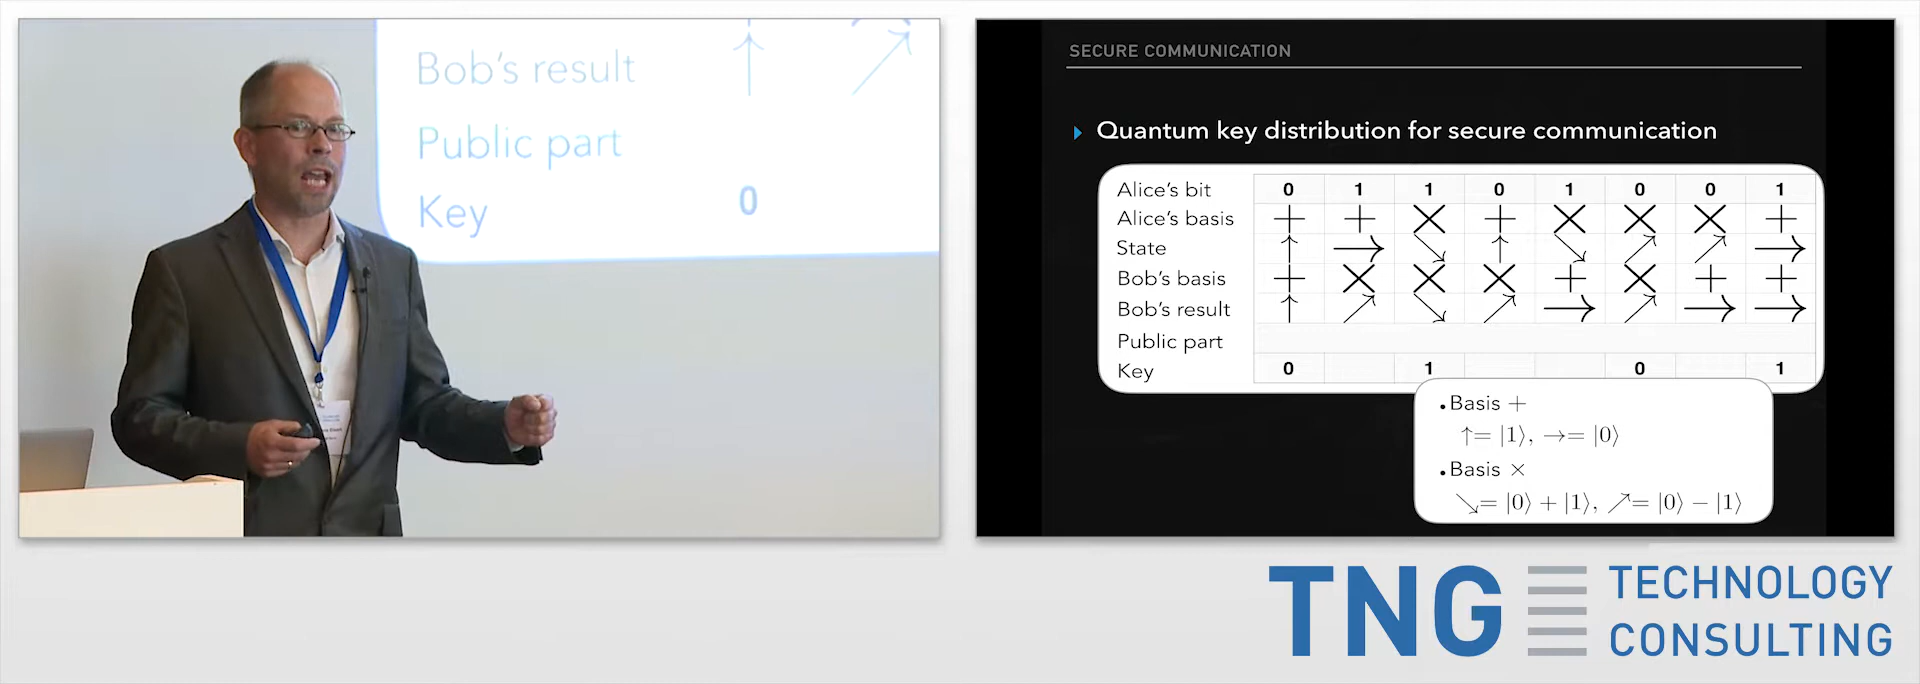 Bob's result ↑ ↗
Public part
Key 0
SECURE COMMUNICATION
Quantum key distribution for secure communication
Alice's bit 0 1 1 0 1 0 0 1
Alice's basis + + × + × × × +
State ↑ → ↘ ↑ ↘ ↗ ↗ →
Bob's basis + × × × + × + +
Bob's result ↑ ↗ ↘ ↗ → ↗ → →
Public part
Key 0 1 0 1
•Basis +
↑= |1⟩, →= |0⟩
•Basis ×
↘= |0⟩ + |1⟩, ↗= |0⟩ − |1⟩
TNG TECHNOLOGY
CONSULTING